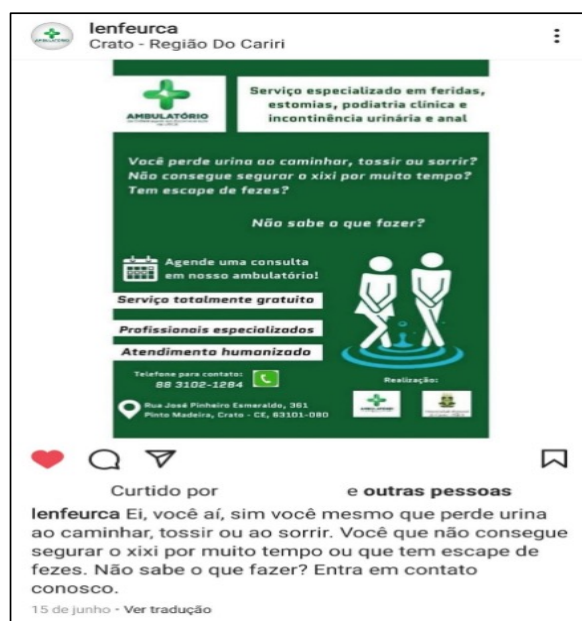 lenfeurca
Crato - Região Do Cariri
AMBULATÓRIO
Serviço especializado em feridas,
estomias, podiatria clínica e
incontinência urinária e anal
Você perde urina ao caminhar, tossir ou sorrir?
Não consegue segurar o xixi por muito tempo?
Tem escape de fezes?
Não sabe o que fazer?
Agende uma consulta
em nosso ambulatório!
Serviço totalmente gratuito
Profissionais especializados
Atendimento humanizado
Telefone para contato:
88 3102-1284
Realização:
Rua José Pinheiro Esmeraldo, 361
Pinto Madeira, Crato - CE, 63101-080
Curtido por e outras pessoas
lenfeurca Ei, você aí, sim você mesmo que perde urina
ao caminhar, tossir ou ao sorrir. Você que não consegue
segurar o xixi por muito tempo ou que tem escape de
fezes. Não sabe o que fazer? Entra em contato
conosco.
15 de junho - Ver tradução